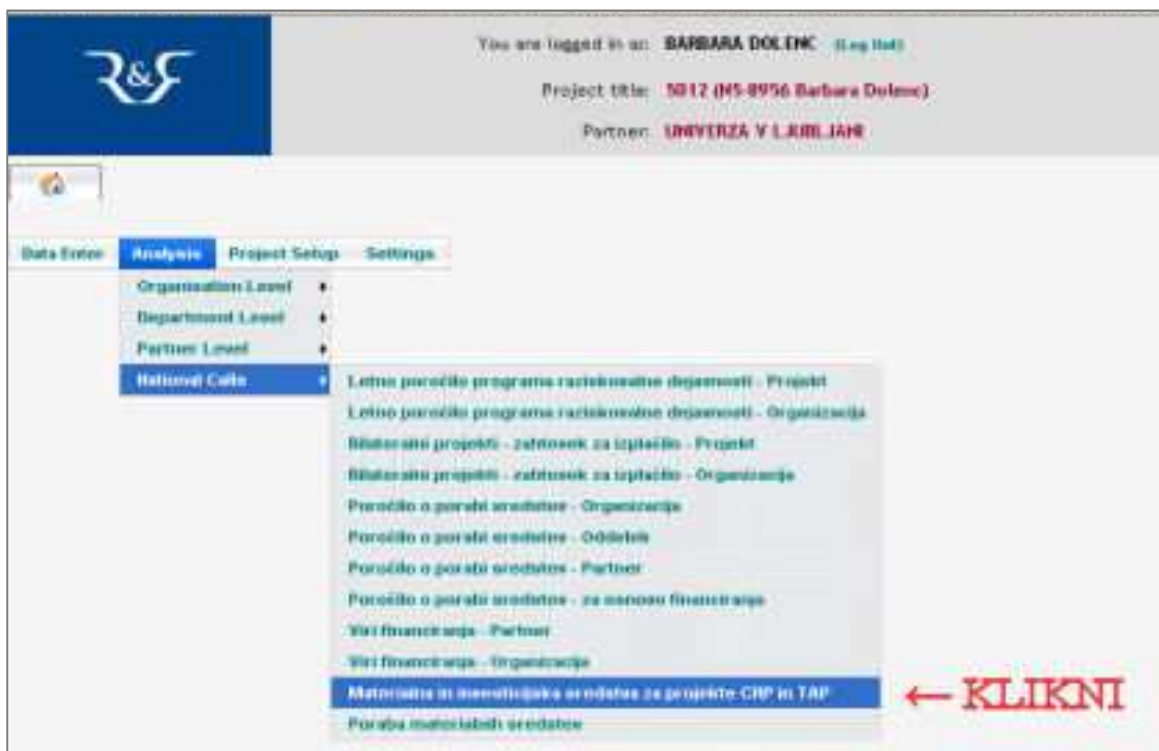 R&R
You are logged in as: BARBARA DOLENC (Log Out)
Project title: 5012 (N5-8956 Barbara Dolenc)
Partner: UNIVERZA V LJUBLJANI
Data Enter Analysis Project Setup Settings
Organisation Level
Department Level
Partner Level
National Calls
Letno poročilo programa raziskovalne dejavnosti - Projekt
Letno poročilo programa raziskovalne dejavnosti - Organizacija
Bilateralni projekti - zahtevek za izplačilo - Projekt
Bilateralni projekti - zahtevek za izplačilo - Organizacija
Poročilo o porabi sredstev - Organizacija
Poročilo o porabi sredstev - Oddelek
Poročilo o porabi sredstev - Partner
Poročilo o porabi sredstev - za osnovo financiranja
Viri financiranja - Partner
Viri financiranja - Organizacija
Materialna in investicijska sredstva za projekte CRP in TAP
← KLIKNI
Poraba materialnih sredstev